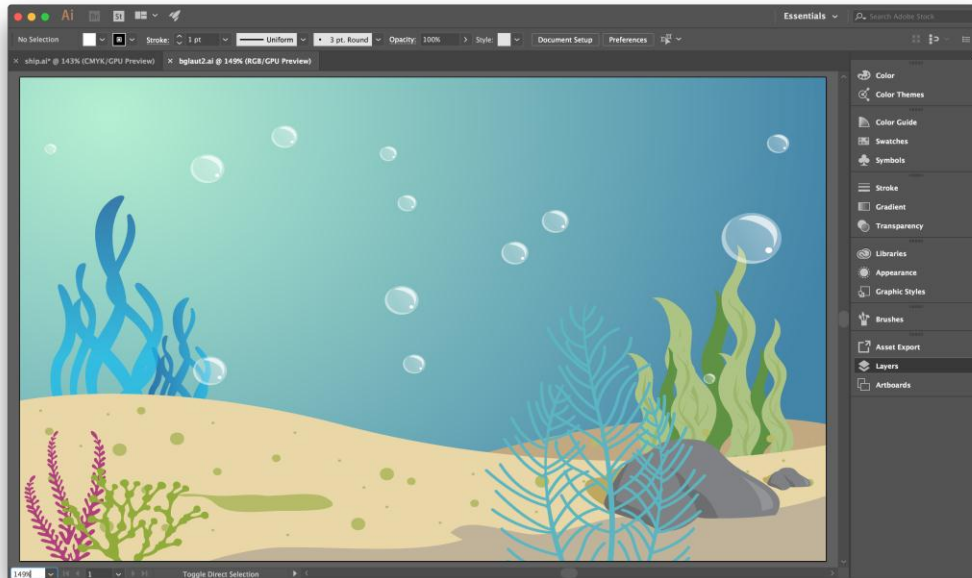 Ai Br St Essentials Search Adobe Stock
No Selection Stroke: 1 pt Uniform 3 pt. Round Opacity: 100% Style: Document Setup Preferences
× ship.ai* @ 143% (CMYK/GPU Preview) × bglaut2.ai @ 149% (RGB/GPU Preview)
Color
Color Themes
Color Guide
Swatches
Symbols
Stroke
Gradient
Transparency
Libraries
Appearance
Graphic Styles
Brushes
Asset Export
Layers
Artboards
149% 1 Toggle Direct Selection